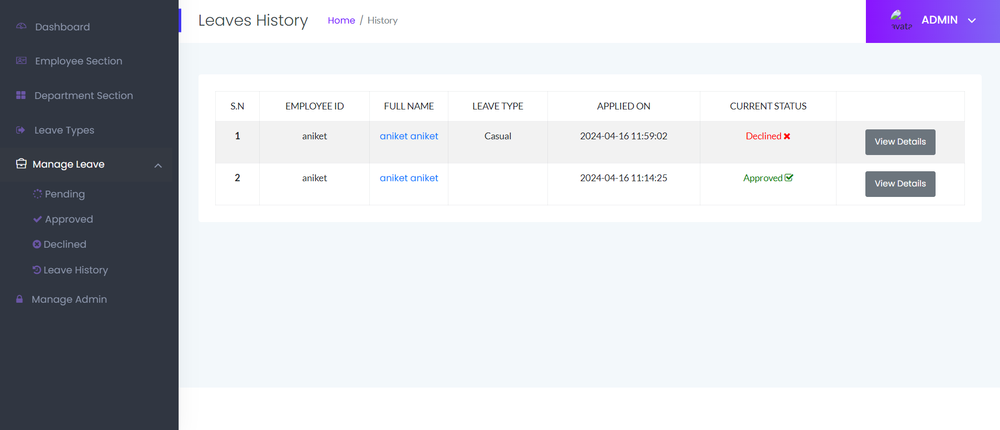 Dashboard
Employee Section
Department Section
Leave Types
Manage Leave
Pending
Approved
Declined
Leave History
Manage Admin
Leaves History Home / History
avata ADMIN
S.N EMPLOYEE ID FULL NAME LEAVE TYPE APPLIED ON CURRENT STATUS
1 aniket aniket aniket Casual 2024-04-16 11:59:02 Declined View Details
2 aniket aniket aniket 2024-04-16 11:14:25 Approved View Details